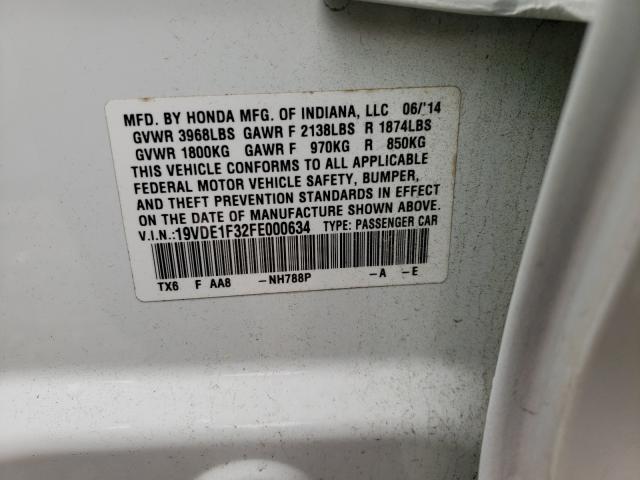 MFD. BY HONDA MFG. OF INDIANA, LLC 06/'14
GVWR 3968LBS GAWR F 2138LBS R 1874LBS
GVWR 1800KG GAWR F 970KG R 850KG
THIS VEHICLE CONFORMS TO ALL APPLICABLE
FEDERAL MOTOR VEHICLE SAFETY, BUMPER,
AND THEFT PREVENTION STANDARDS IN EFFECT
ON THE DATE OF MANUFACTURE SHOWN ABOVE.
V.I.N.:19VDE1F32FE000634 TYPE: PASSENGER CAR
TX6 F AA8 -NH788P -A -E